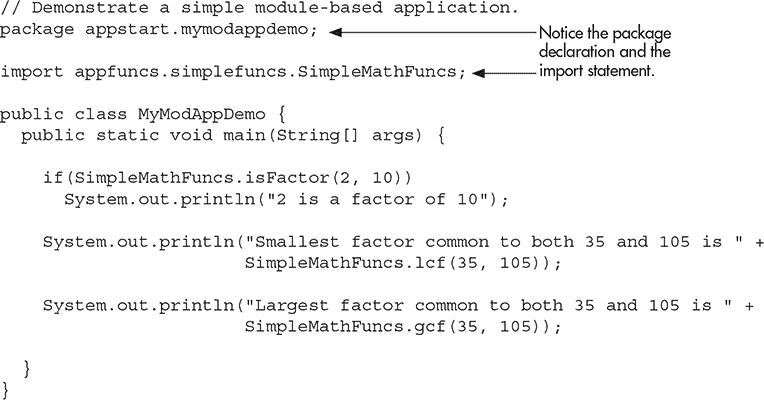 // Demonstrate a simple module-based application.
package appstart.mymodappdemo;
Notice the package
declaration and the
import statement.
import appfuncs.simplefuncs.SimpleMathFuncs;
public class MyModAppDemo {
public static void main(String[] args) {
if(SimpleMathFuncs.isFactor(2, 10))
System.out.println("2 is a factor of 10");
System.out.println("Smallest factor common to both 35 and 105 is " +
SimpleMathFuncs.lcf(35, 105));
System.out.println("Largest factor common to both 35 and 105 is " +
SimpleMathFuncs.gcf(35, 105));
}
}